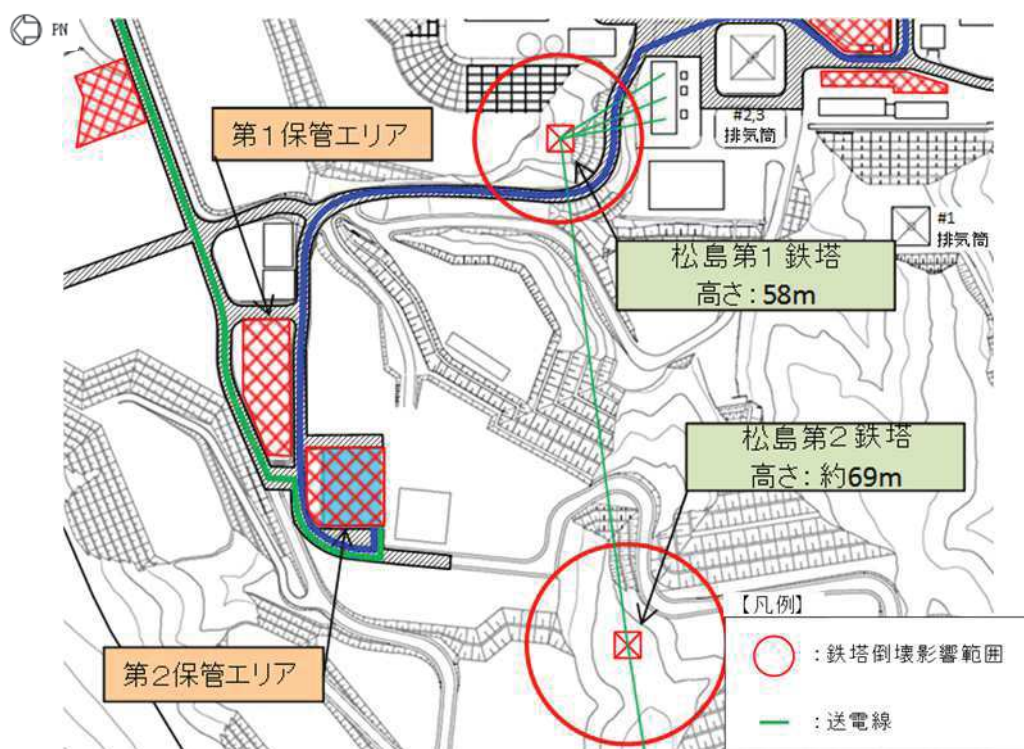 PN
第1保管エリア
#2,3
排気筒
#1
排気筒
松島第1鉄塔
高さ：58m
松島第2鉄塔
高さ：約69m
第2保管エリア
【凡例】
：鉄塔倒壊影響範囲
：送電線